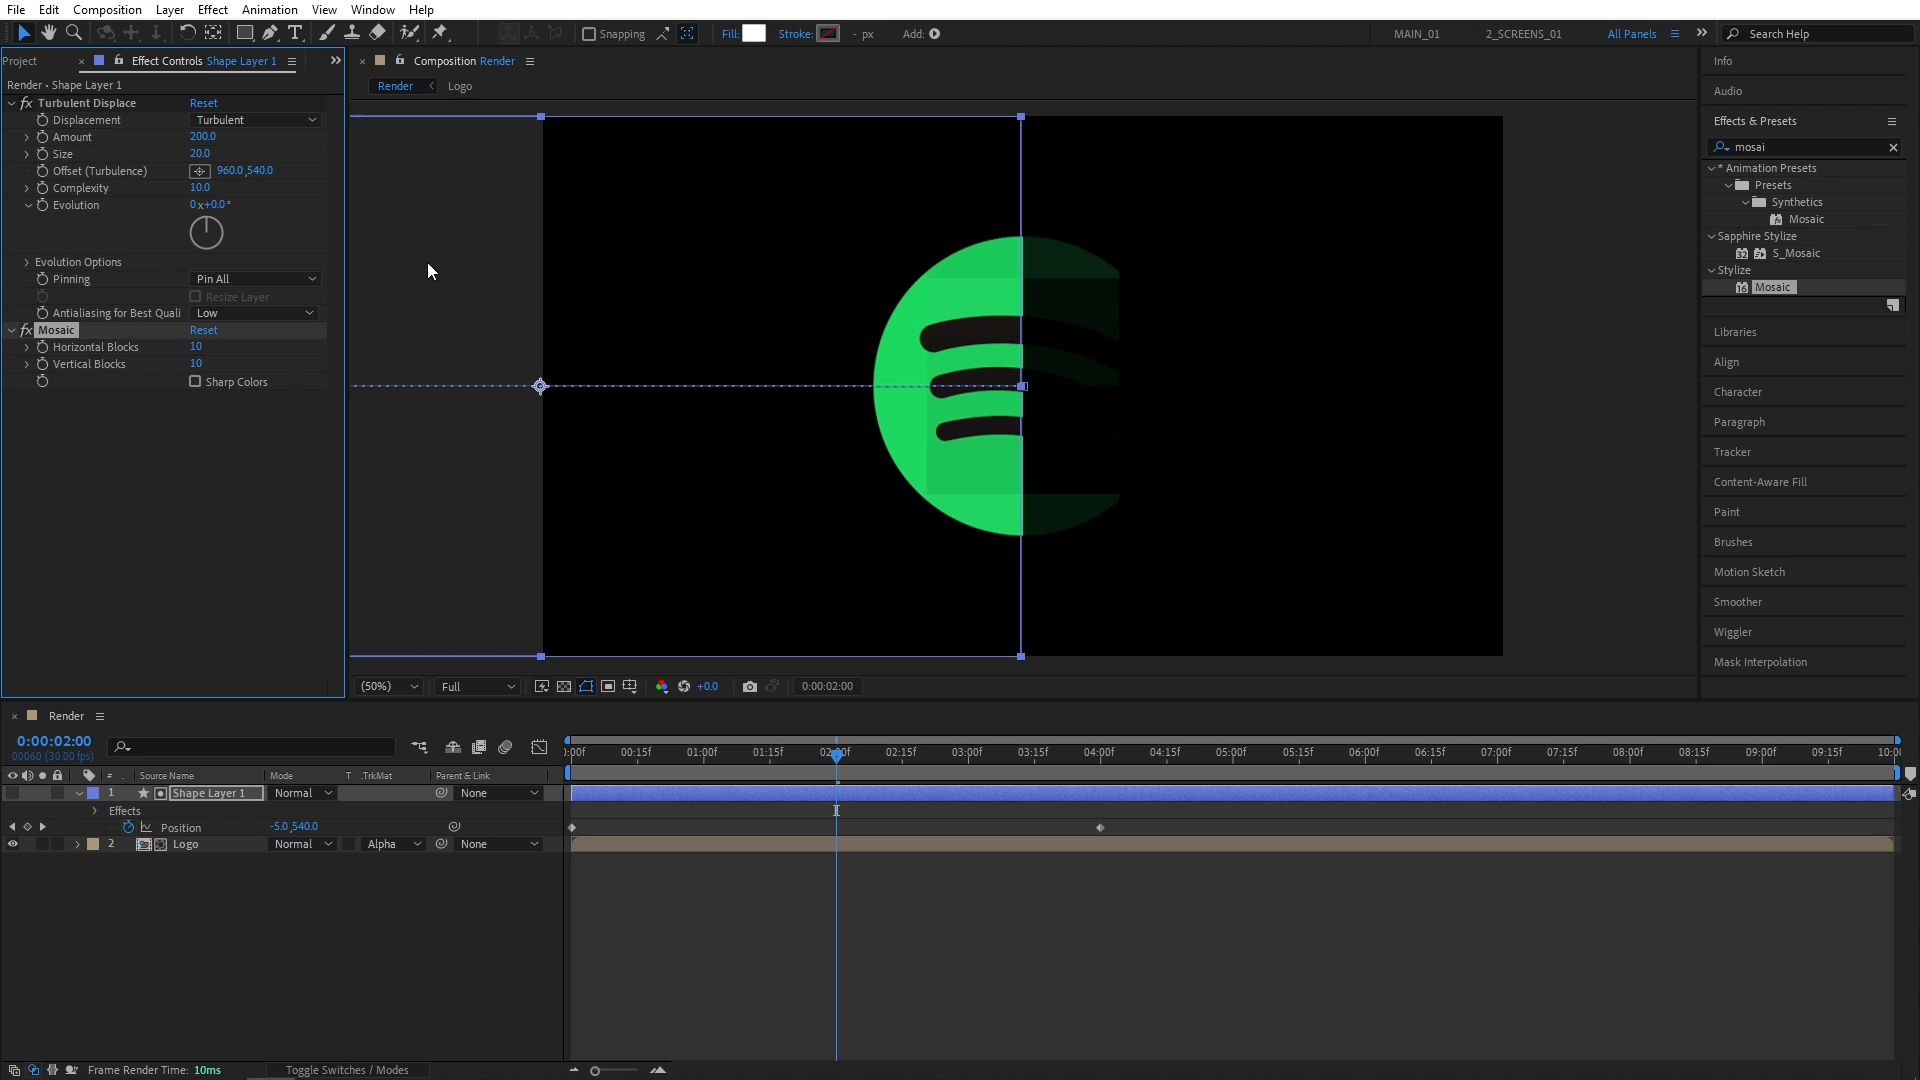 File Edit Composition Layer Effect Animation View Window Help
Snapping Fill: Stroke: - px Add: MAIN_01 2_SCREENS_01 All Panels » Search Help
Project × Effect Controls Shape Layer 1 »
Render • Shape Layer 1
fx Turbulent Displace Reset
Displacement Turbulent
Amount 200.0
Size 20.0
Offset (Turbulence) 960.0,540.0
Complexity 10.0
Evolution 0x+0.0°
Evolution Options
Pinning Pin All
Resize Layer
Antialiasing for Best Quali Low
fx Mosaic Reset
Horizontal Blocks 10
Vertical Blocks 10
Sharp Colors
× Composition Render
Render Logo
(50%) Full +0.0 0:00:02:00
Info
Audio
Effects & Presets
mosai
* Animation Presets
Presets
Synthetics
Mosaic
Sapphire Stylize
32 S_Mosaic
Stylize
16 Mosaic
Libraries
Align
Character
Paragraph
Tracker
Content-Aware Fill
Paint
Brushes
Motion Sketch
Smoother
Wiggler
Mask Interpolation
× Render
0:00:02:00
00060 (30.00 fps)
:00f 00:15f 01:00f 01:15f 02:00f 02:15f 03:00f 03:15f 04:00f 04:15f 05:00f 05:15f 06:00f 06:15f 07:00f 07:15f 08:00f 08:15f 09:00f 09:15f 10:0
# . Source Name Mode T .TrkMat Parent & Link
1 Shape Layer 1 Normal None
Effects
Position -5.0,540.0
2 Logo Normal Alpha None
Frame Render Time: 10ms Toggle Switches / Modes